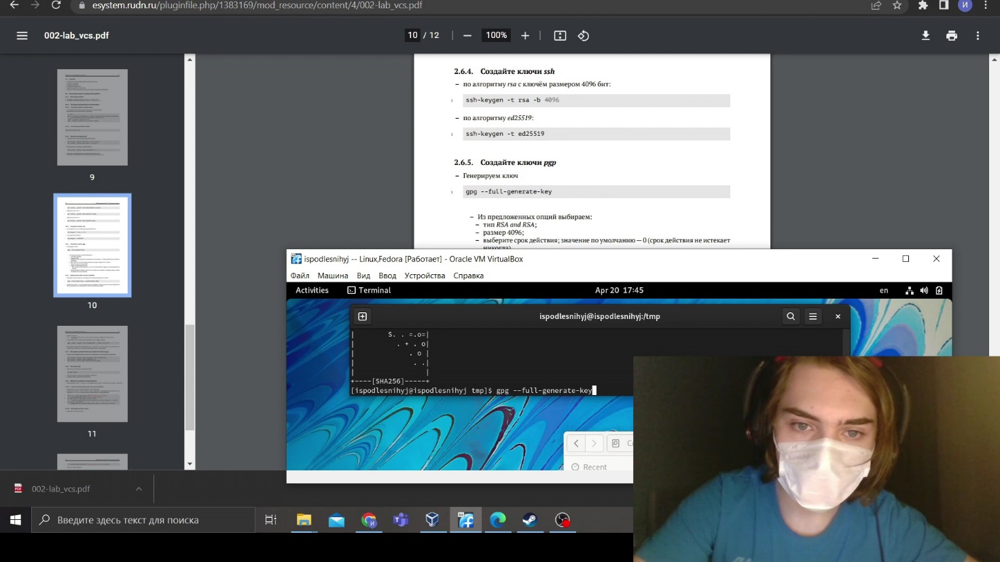 esystem.rudn.ru/pluginfile.php/1383169/mod_resource/content/4/002-lab_vcs.pdf
И
002-lab_vcs.pdf
10 / 12
100%
9
10
11
2.6.4. Создайте ключи ssh
– по алгоритму rsa с ключём размером 4096 бит:
1 ssh-keygen -t rsa -b 4096
– по алгоритму ed25519:
1 ssh-keygen -t ed25519
2.6.5. Создайте ключи pgp
– Генерируем ключ
1 gpg --full-generate-key
– Из предложенных опций выбираем:
– тип RSA and RSA;
– размер 4096;
– выберите срок действия; значение по умолчанию — 0 (срок действия не истекает
никогда)
ispodlesnihyj -- Linux,Fedora [Работает] - Oracle VM VirtualBox
Файл Машина Вид Ввод Устройства Справка
Activities Terminal Apr 20 17:45 en
ispodlesnihyj@ispodlesnihyj:/tmp
| S. . =.o=|
| . + . o|
| . o |
| . .|
| |
+----[SHA256]-----+
[ispodlesnihyj@ispodlesnihyj tmp]$ gpg --full-generate-key
Recent
PDF 002-lab_vcs.pdf
Введите здесь текст для поиска